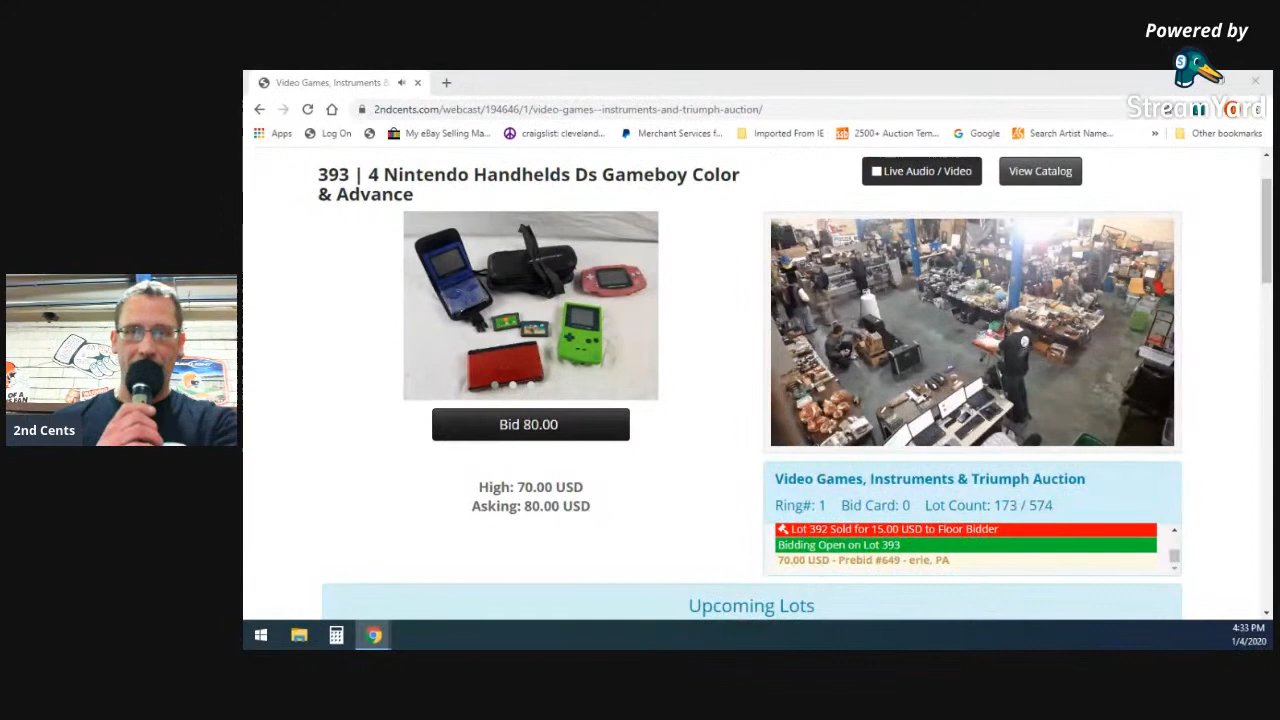 Powered by
StreamYard
Video Games, Instruments &
2ndcents.com/webcast/194646/1/video-games--instruments-and-triumph-auction/
Apps
Log On
My eBay Selling Ma...
craigslist: cleveland...
Merchant Services f...
Imported From IE
2500+ Auction Tem...
Google
Search Artist Name...
»
Other bookmarks
393 | 4 Nintendo Handhelds Ds Gameboy Color
& Advance
Live Audio / Video
View Catalog
Bid 80.00
High: 70.00 USD
Asking: 80.00 USD
Video Games, Instruments & Triumph Auction
Ring#: 1 Bid Card: 0 Lot Count: 173 / 574
Lot 392 Sold for 15.00 USD to Floor Bidder
Bidding Open on Lot 393
70.00 USD - Prebid #649 - erie, PA
Upcoming Lots
2nd Cents
4:33 PM
1/4/2020